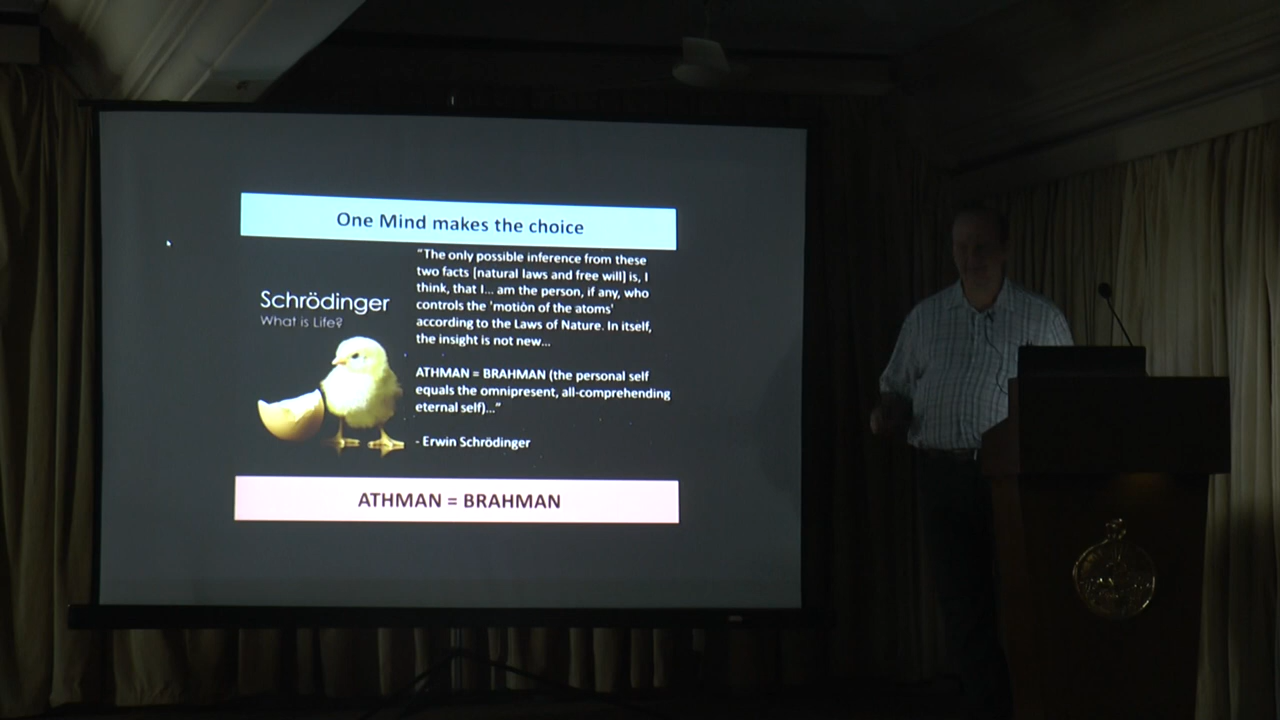 One Mind makes the choice
Schrödinger
What is Life?
"The only possible inference from these
two facts [natural laws and free will] is, I
think, that I... am the person, if any, who
controls the 'motion of the atoms'
according to the Laws of Nature. In itself,
the insight is not new...
ATHMAN = BRAHMAN (the personal self
equals the omnipresent, all-comprehending
eternal self)..."
- Erwin Schrödinger
ATHMAN = BRAHMAN